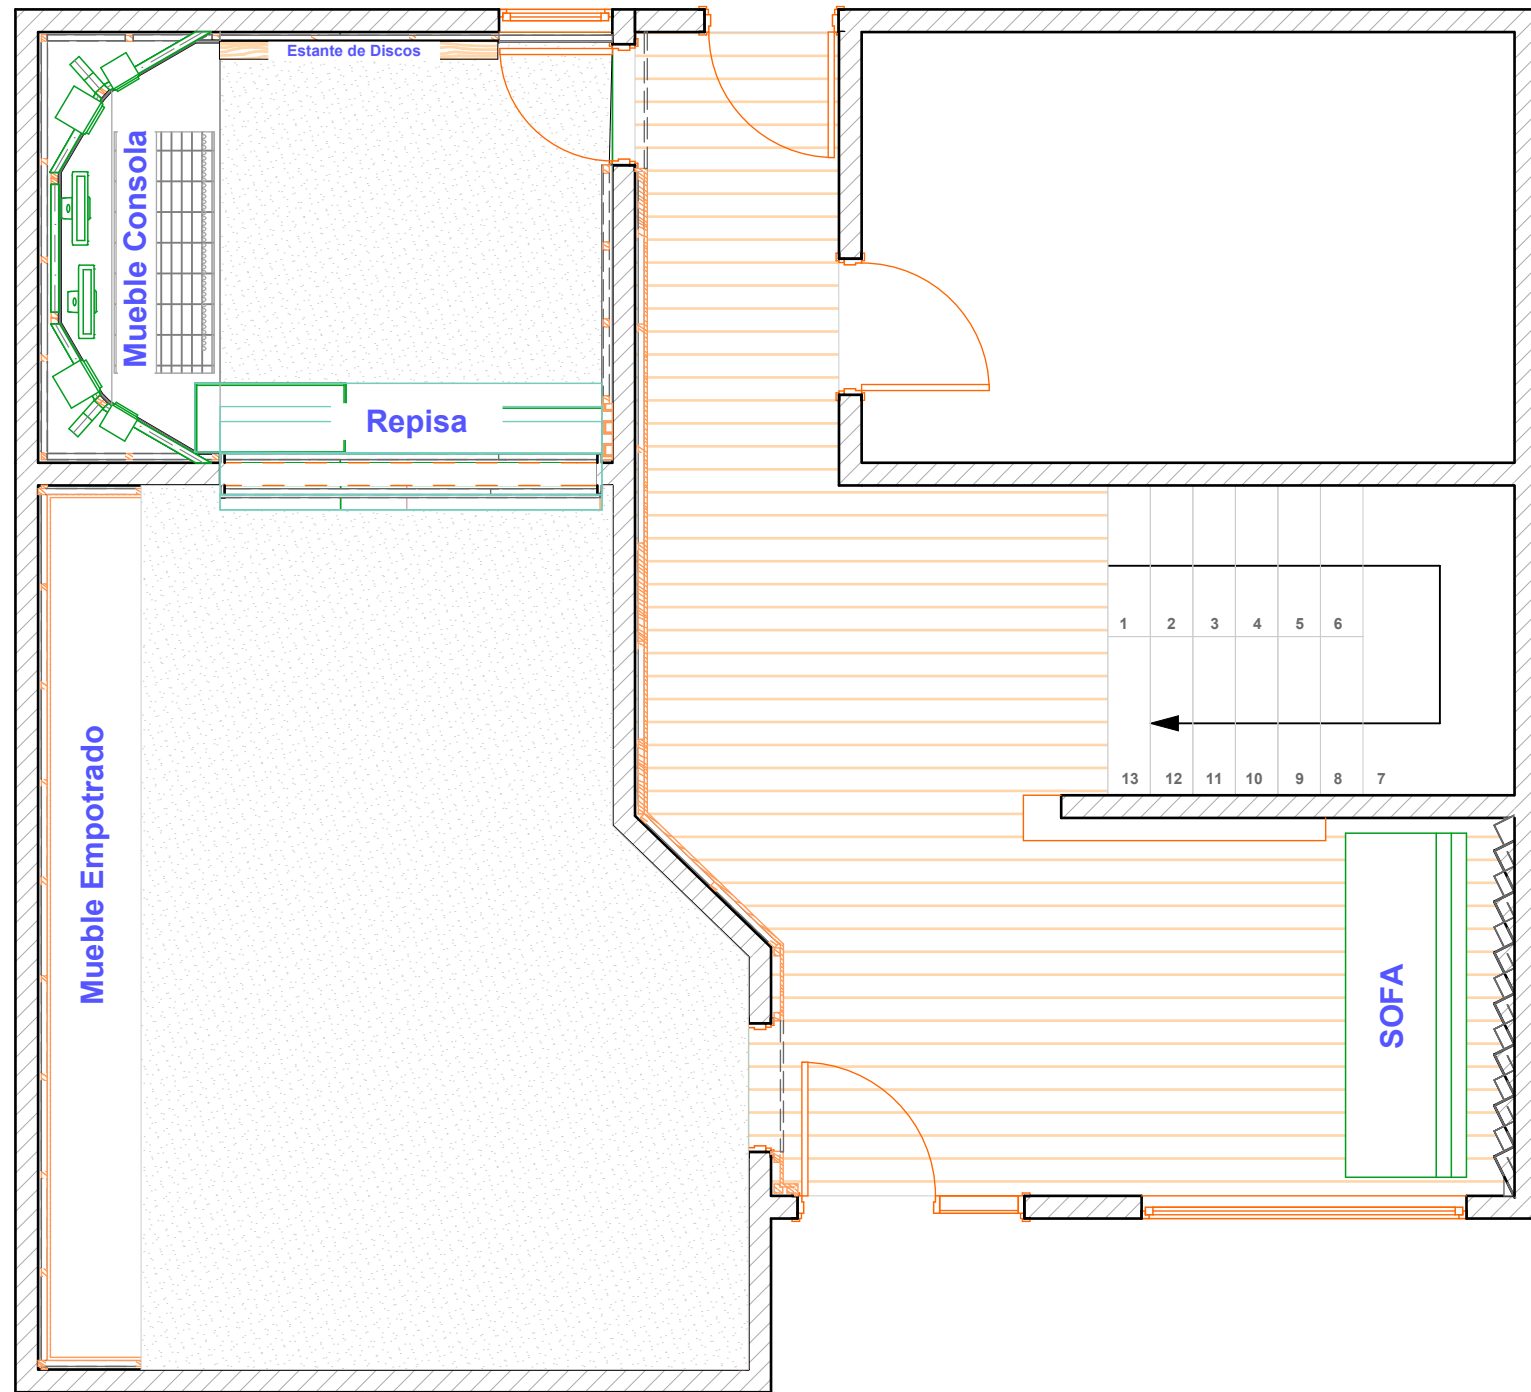 Estante de Discos
Mueble Consola
Repisa
1 2 3 4 5 6
13 12 11 10 9 8 7
Mueble Empotrado
SOFA